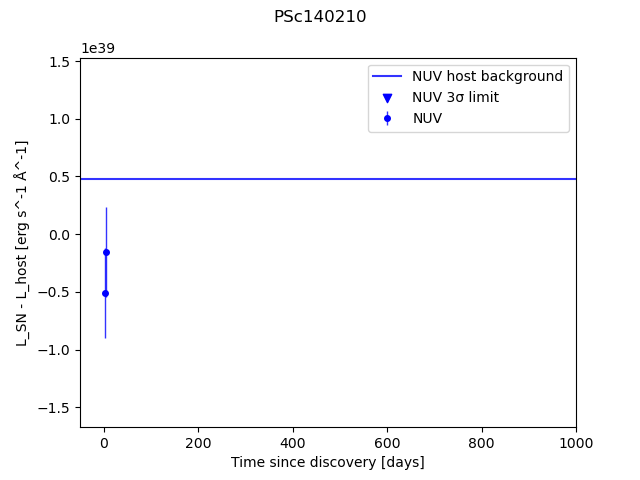 PSc140210
1e39
NUV host background
NUV 3σ limit
NUV
1.5
1.0
0.5
0.0
−0.5
−1.0
−1.5
L_SN - L_host [erg s^-1 Å^-1]
0 200 400 600 800 1000
Time since discovery [days]